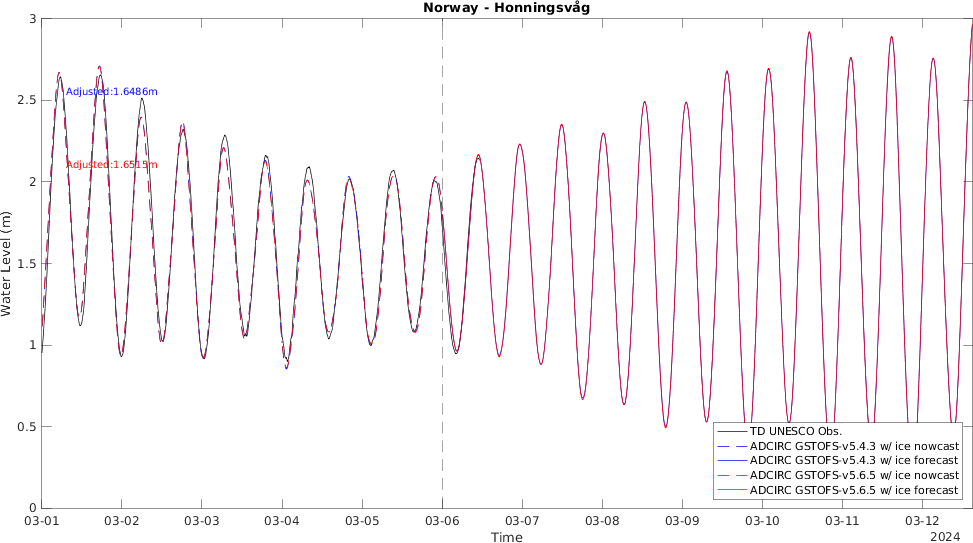 Norway - Honningsvåg
3
2.5
2
1.5
1
0.5
0
Water Level (m)
Adjusted:1.6486m
Adjusted:1.6515m
TD UNESCO Obs.
ADCIRC GSTOFS-v5.4.3 w/ ice nowcast
ADCIRC GSTOFS-v5.4.3 w/ ice forecast
ADCIRC GSTOFS-v5.6.5 w/ ice nowcast
ADCIRC GSTOFS-v5.6.5 w/ ice forecast
03-01 03-02 03-03 03-04 03-05 03-06 03-07 03-08 03-09 03-10 03-11 03-12
Time
2024